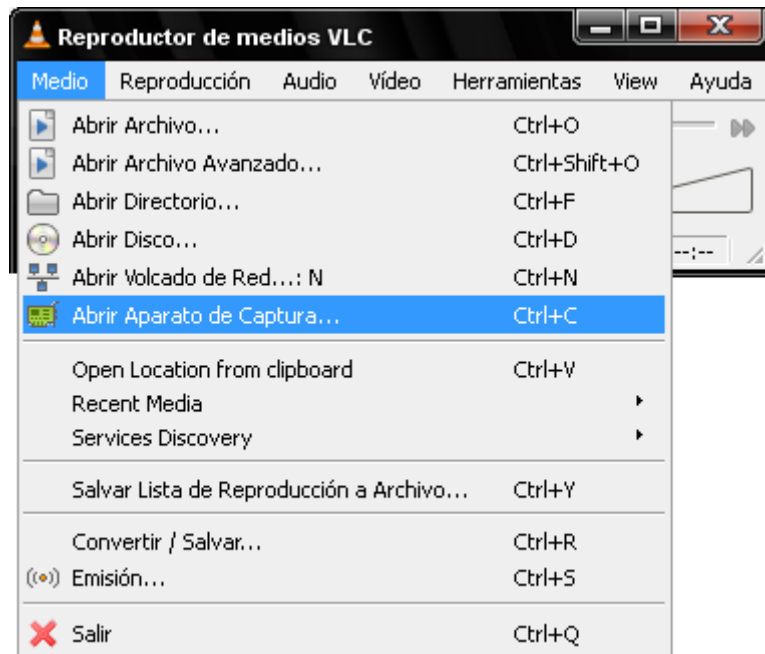 Reproductor de medios VLC
Medio Reproducción Audio Vídeo Herramientas View Ayuda
Abrir Archivo... Ctrl+O
Abrir Archivo Avanzado... Ctrl+Shift+O
Abrir Directorio... Ctrl+F
Abrir Disco... Ctrl+D
--:--
Abrir Volcado de Red...: N Ctrl+N
Abrir Aparato de Captura... Ctrl+C
Open Location from clipboard Ctrl+V
Recent Media
Services Discovery
Salvar Lista de Reproducción a Archivo... Ctrl+Y
Convertir / Salvar... Ctrl+R
Emisión... Ctrl+S
Salir Ctrl+Q